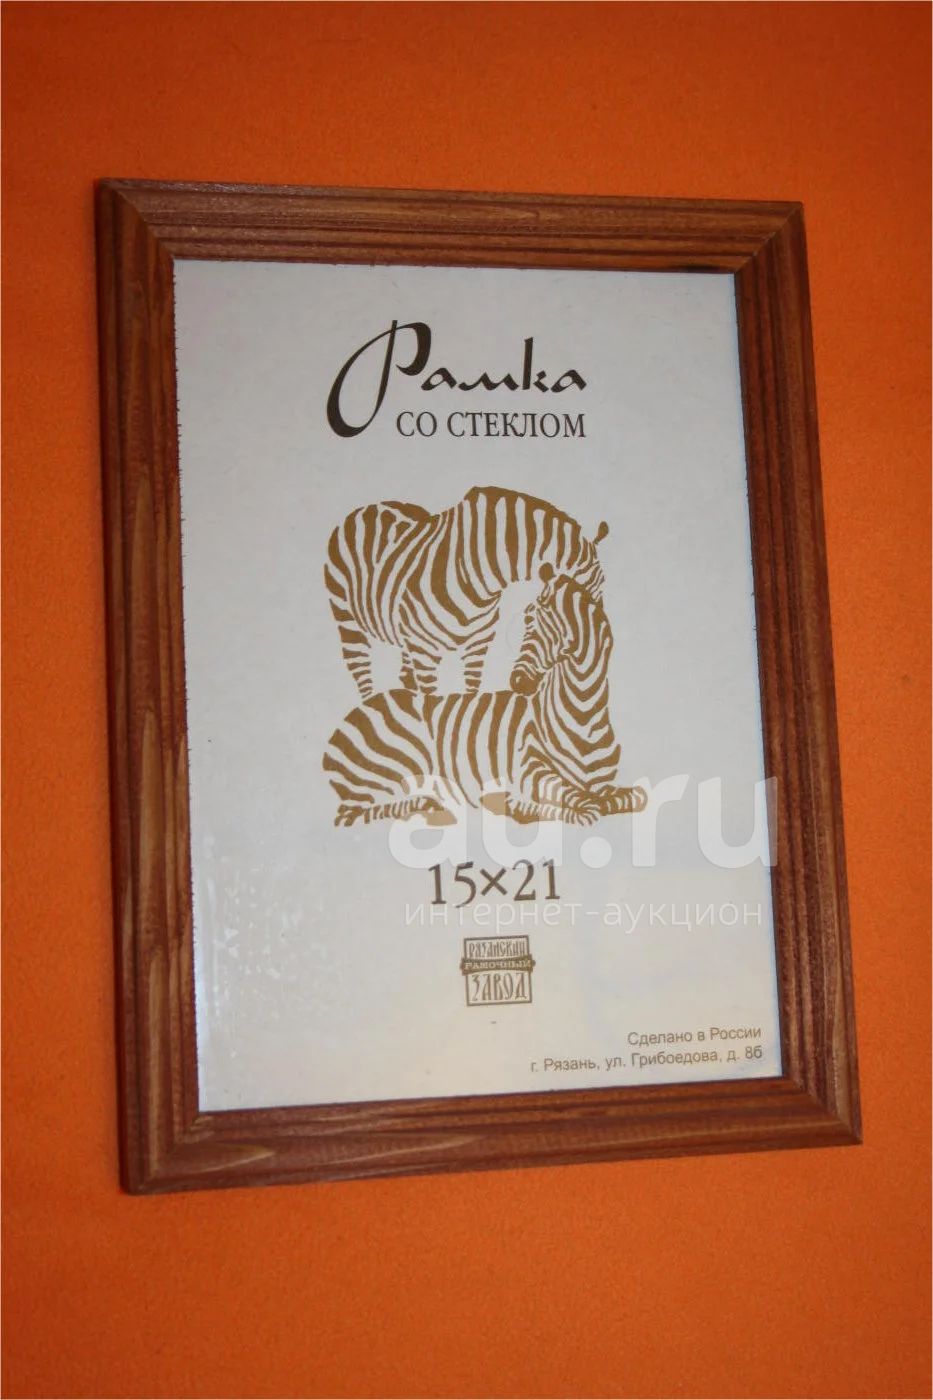 Рамка
СО СТЕКЛОМ
au.ru
15×21
интернет-аукцион
РЯЗАНСКИЙ
РАМОЧНЫЙ
ЗАВОД
Сделано в России
г. Рязань, ул. Грибоедова, д. 8б